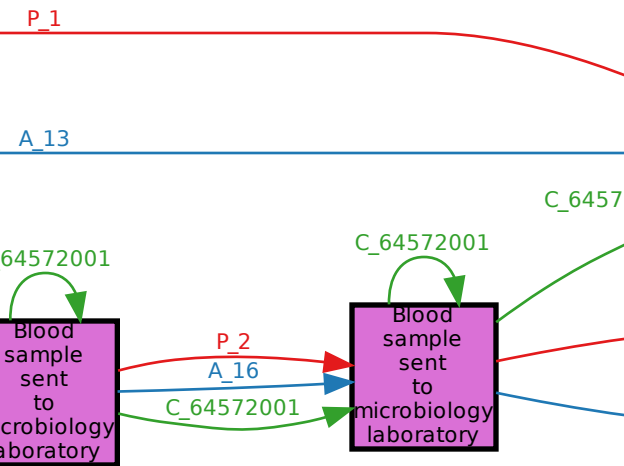 P_1
A_13
C_6457
64572001
C_64572001
Blood
sample
sent
to
crobiology
aboratory
P_2
A_16
C_64572001
Blood
sample
sent
to
microbiology
laboratory